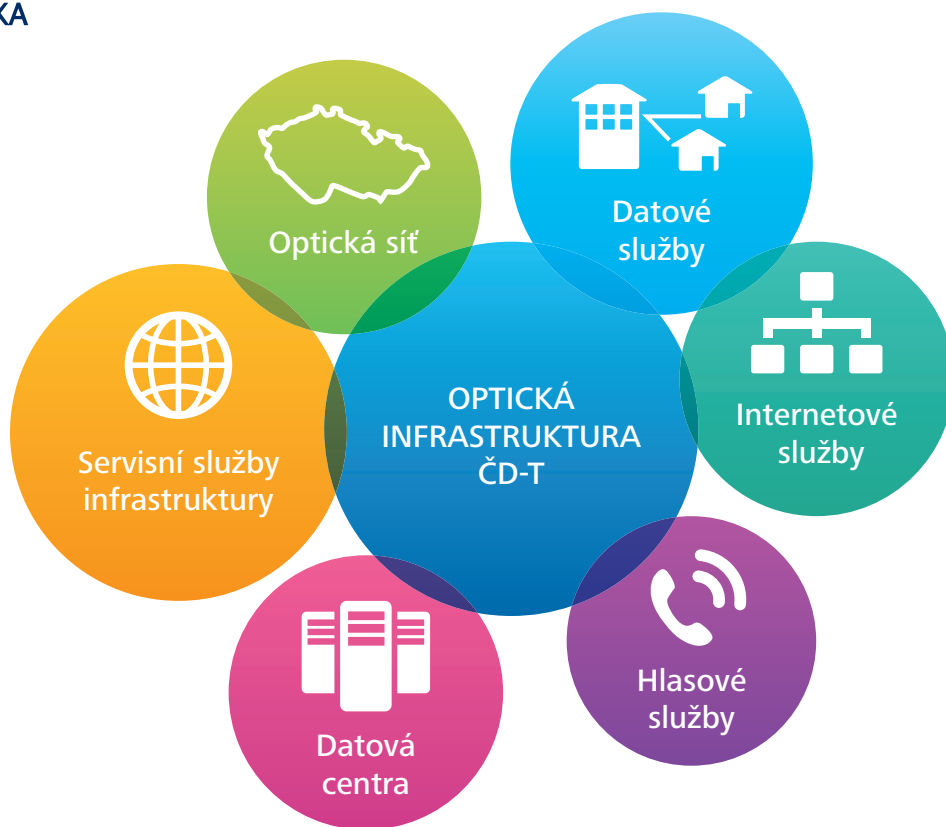 KA
Optická síť
Datové
služby
OPTICKÁ
INFRASTRUKTURA
ČD-T
Internetové
služby
Servisní služby
infrastruktury
Hlasové
služby
Datová
centra